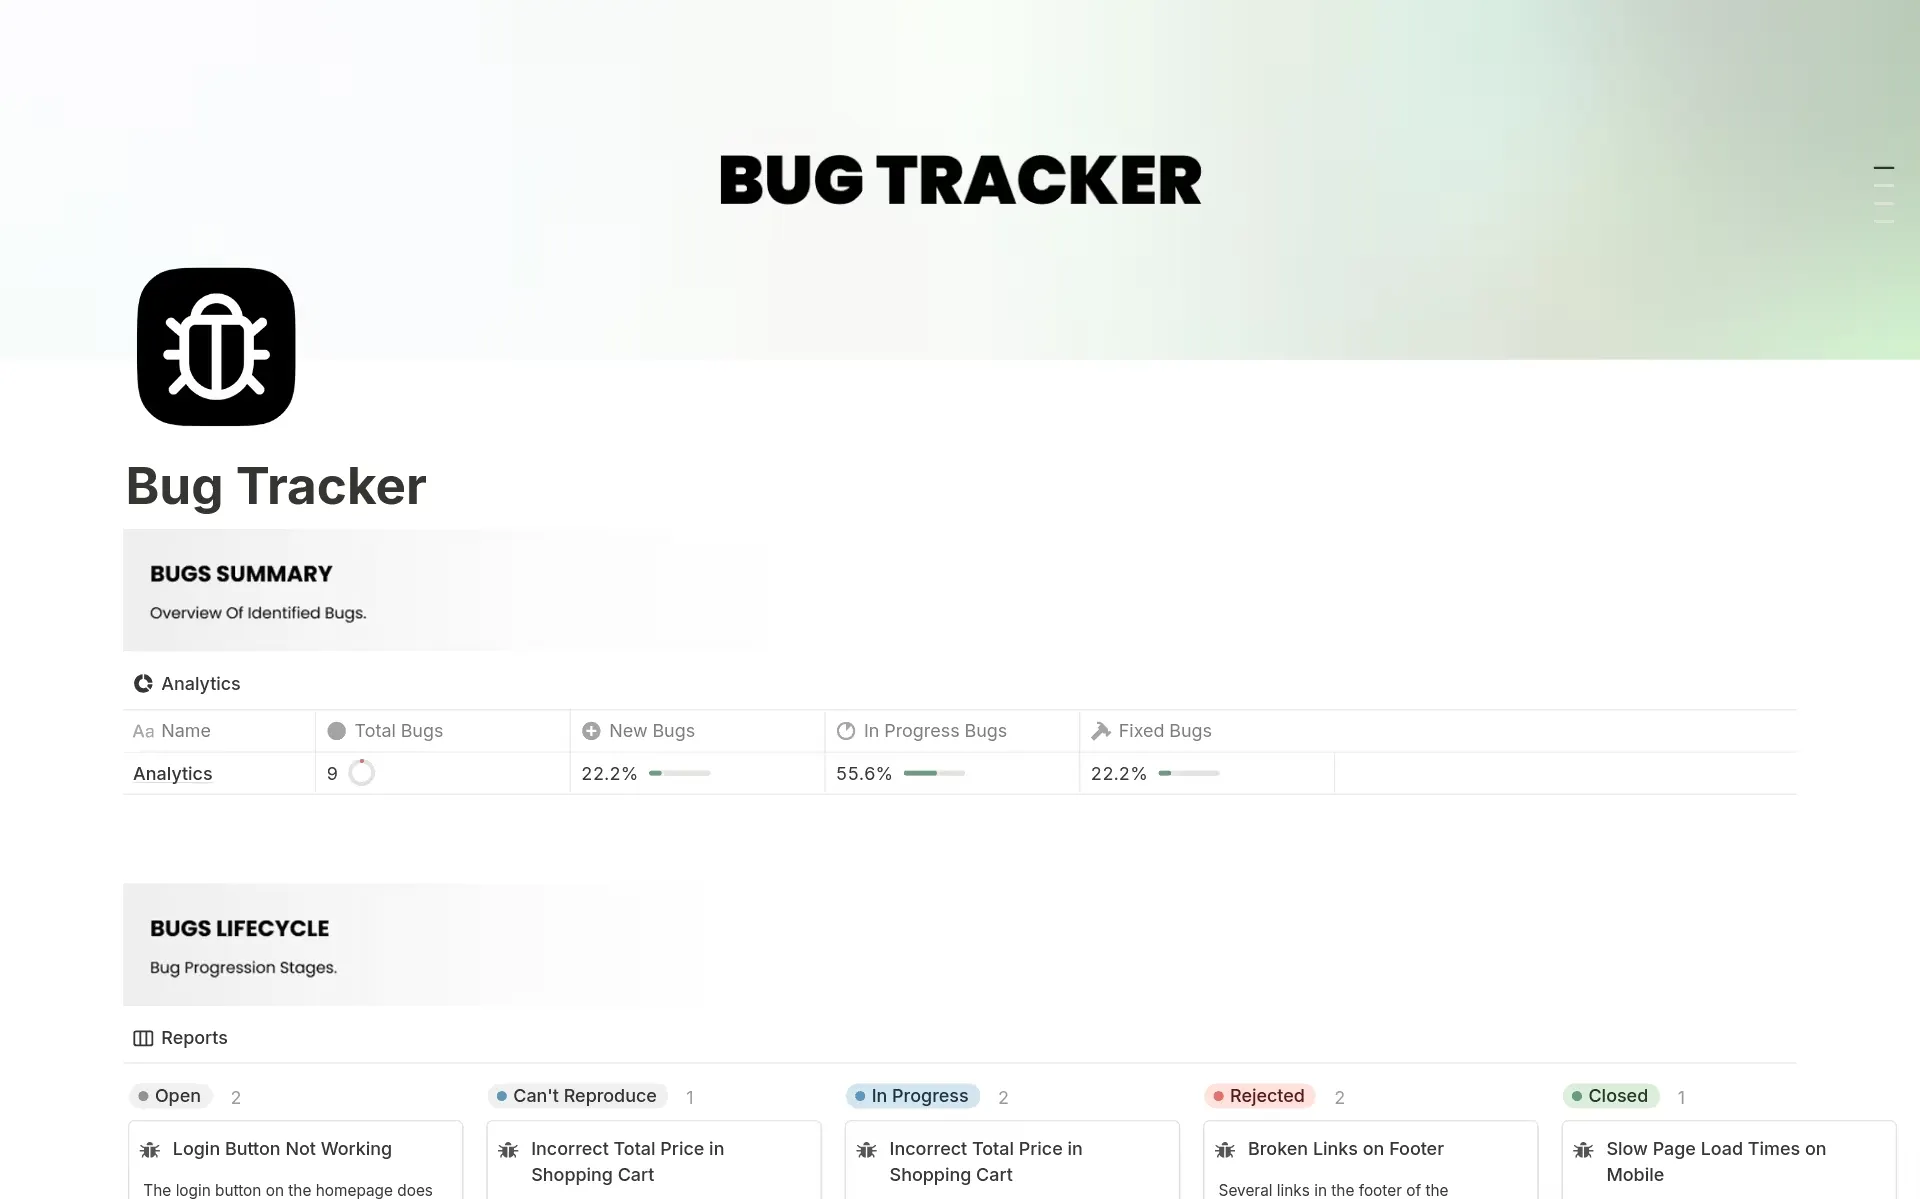 BUG TRACKER
Bug Tracker
BUGS SUMMARY
Overview Of Identified Bugs.
Analytics
Aa Name Total Bugs New Bugs In Progress Bugs Fixed Bugs
Analytics 9 22.2% 55.6% 22.2%
BUGS LIFECYCLE
Bug Progression Stages.
Reports
Open 2 Can't Reproduce 1 In Progress 2 Rejected 2 Closed 1
Login Button Not Working
The login button on the homepage does
Incorrect Total Price in
Shopping Cart
Incorrect Total Price in
Shopping Cart
Broken Links on Footer
Several links in the footer of the
Slow Page Load Times on
Mobile